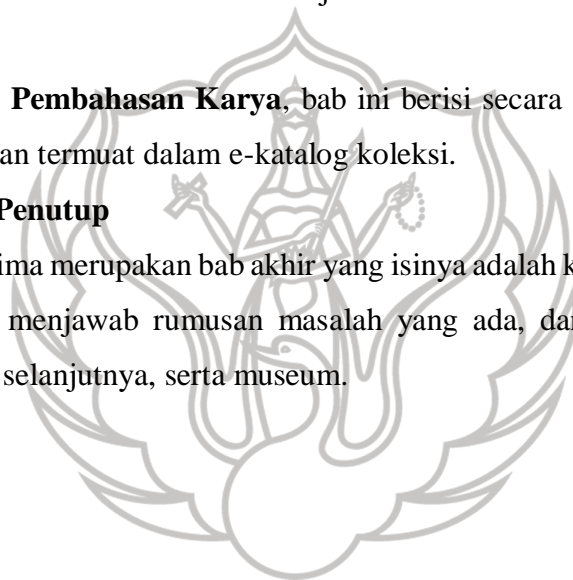 Pembahasan Karya, bab ini berisi secara
an termuat dalam e-katalog koleksi.
Penutup
ima merupakan bab akhir yang isinya adalah k
menjawab rumusan masalah yang ada, dan
selanjutnya, serta museum.